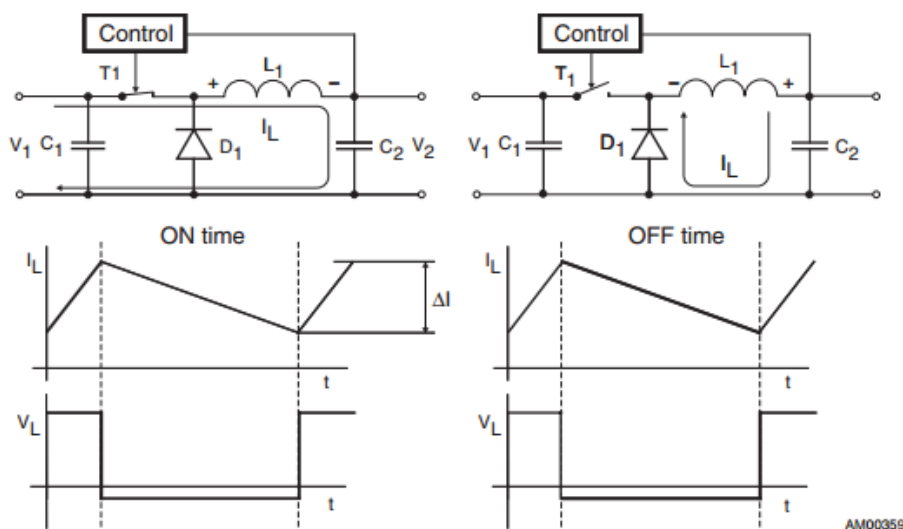 Control
T1
+ L1 −
IL
V1 C1
D1
C2 V2
Control
T1
− L1 +
V1 C1
D1
IL
C2
ON time
IL
ΔI
t
VL
t
OFF time
IL
t
VL
t
AM00359